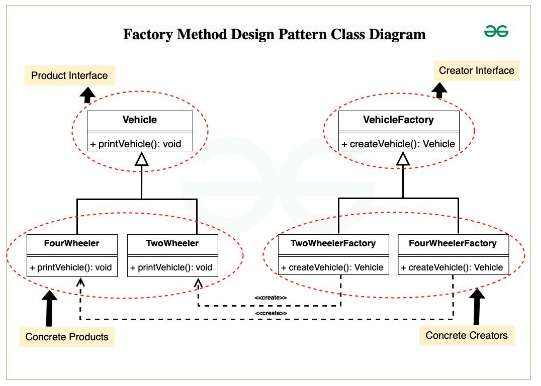 Factory Method Design Pattern Class Diagram
Product Interface
Creator Interface
Vehicle
+ printVehicle(): void
VehicleFactory
+ createVehicle(): Vehicle
FourWheeler
+ printVehicle(): void
TwoWheeler
+ printVehicle(): void
TwoWheelerFactory
+ createVehicle(): Vehicle
FourWheelerFactory
+ createVehicle(): Vehicle
<<create>>
<<create>>
Concrete Products
Concrete Creators